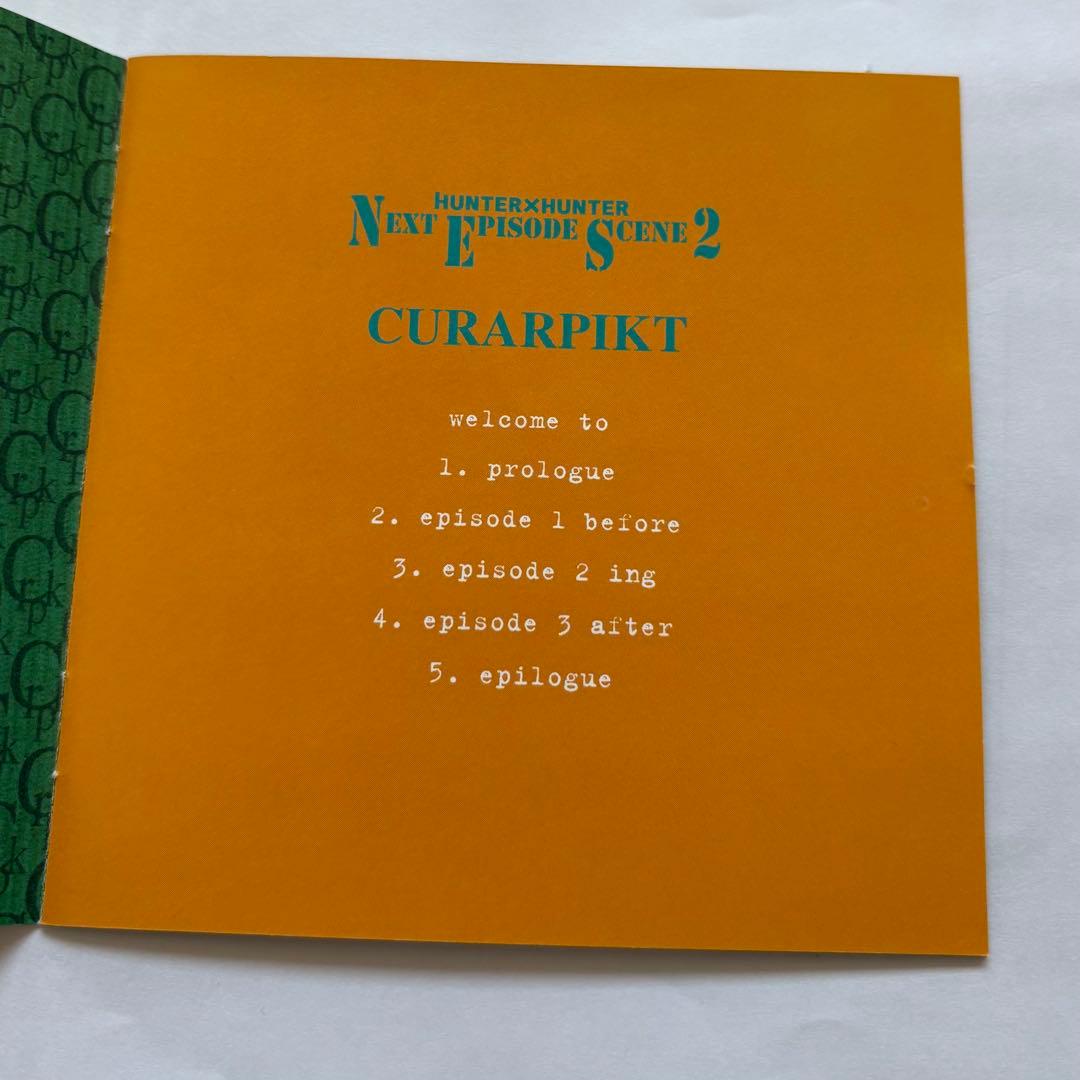 HUNTER×HUNTER
NEXT EPISODE SCENE 2
CURARPIKT
welcome to
1. prologue
2. episode 1 before
3. episode 2 ing
4. episode 3 after
5. epilogue